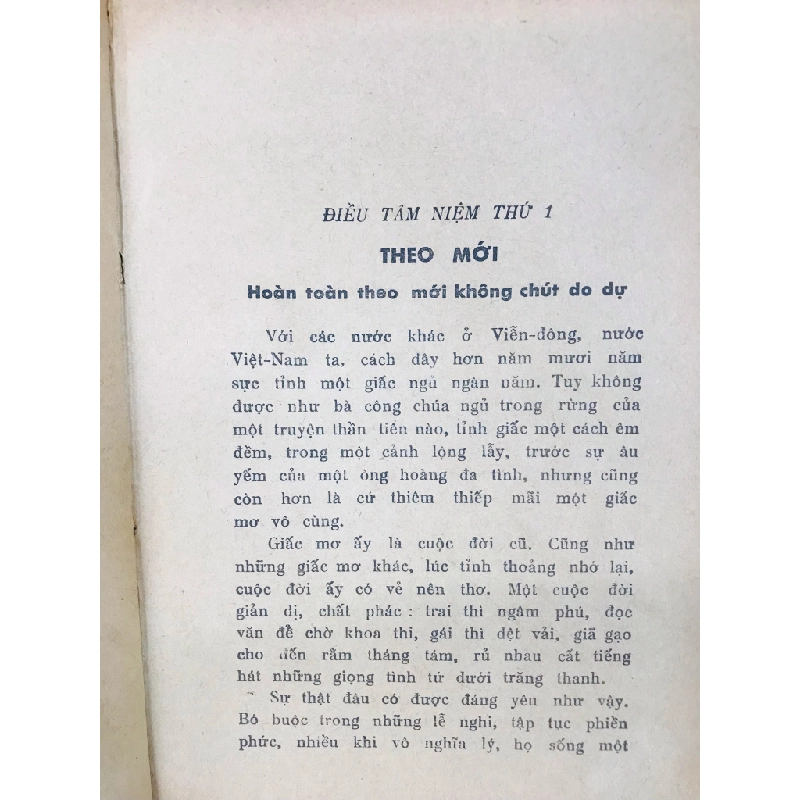 ĐIỀU TÂM NIỆM THỨ 1
THEO MỚI
Hoàn toàn theo mới không chút do dự
Với các nước khác ở Viễn-đông, nước
Việt-Nam ta, cách đây hơn năm mươi năm
sực tỉnh một giấc ngủ ngàn năm. Tuy không
được như bà công chúa ngủ trong rừng của
một truyện thần tiên nào, tỉnh giấc một cách êm
đềm, trong một cảnh lộng lẫy, trước sự âu
yếm của một ông hoàng đa tình, nhưng cũng
còn hơn là cứ thiêm thiếp mãi một giấc
mơ vô cùng.
Giấc mơ ấy là cuộc đời cũ. Cũng như
những giấc mơ khác, lúc tỉnh thoảng nhớ lại,
cuộc đời ấy có vẻ nên thơ. Một cuộc đời
giản dị, chất phác : trai thì ngâm phú, đọc
văn để chờ khoa thi, gái thì dệt vải, giã gạo
cho đến rằm tháng tám, rủ nhau cất tiếng
hát những giọng tình tứ dưới trăng thanh.
Sự thật đâu có được đáng yêu như vậy.
Bó buộc trong những lễ nghi, tập tục phiền
phức, nhiều khi vô nghĩa lý, họ sống một